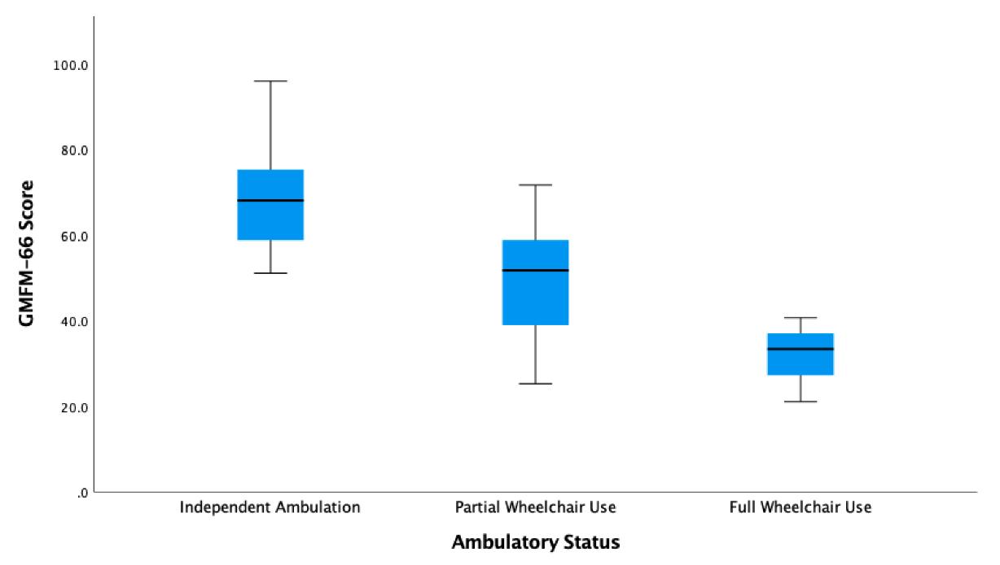 GMFM-66 Score
100.0
80.0
60.0
40.0
20.0
.0
Independent Ambulation
Partial Wheelchair Use
Full Wheelchair Use
Ambulatory Status